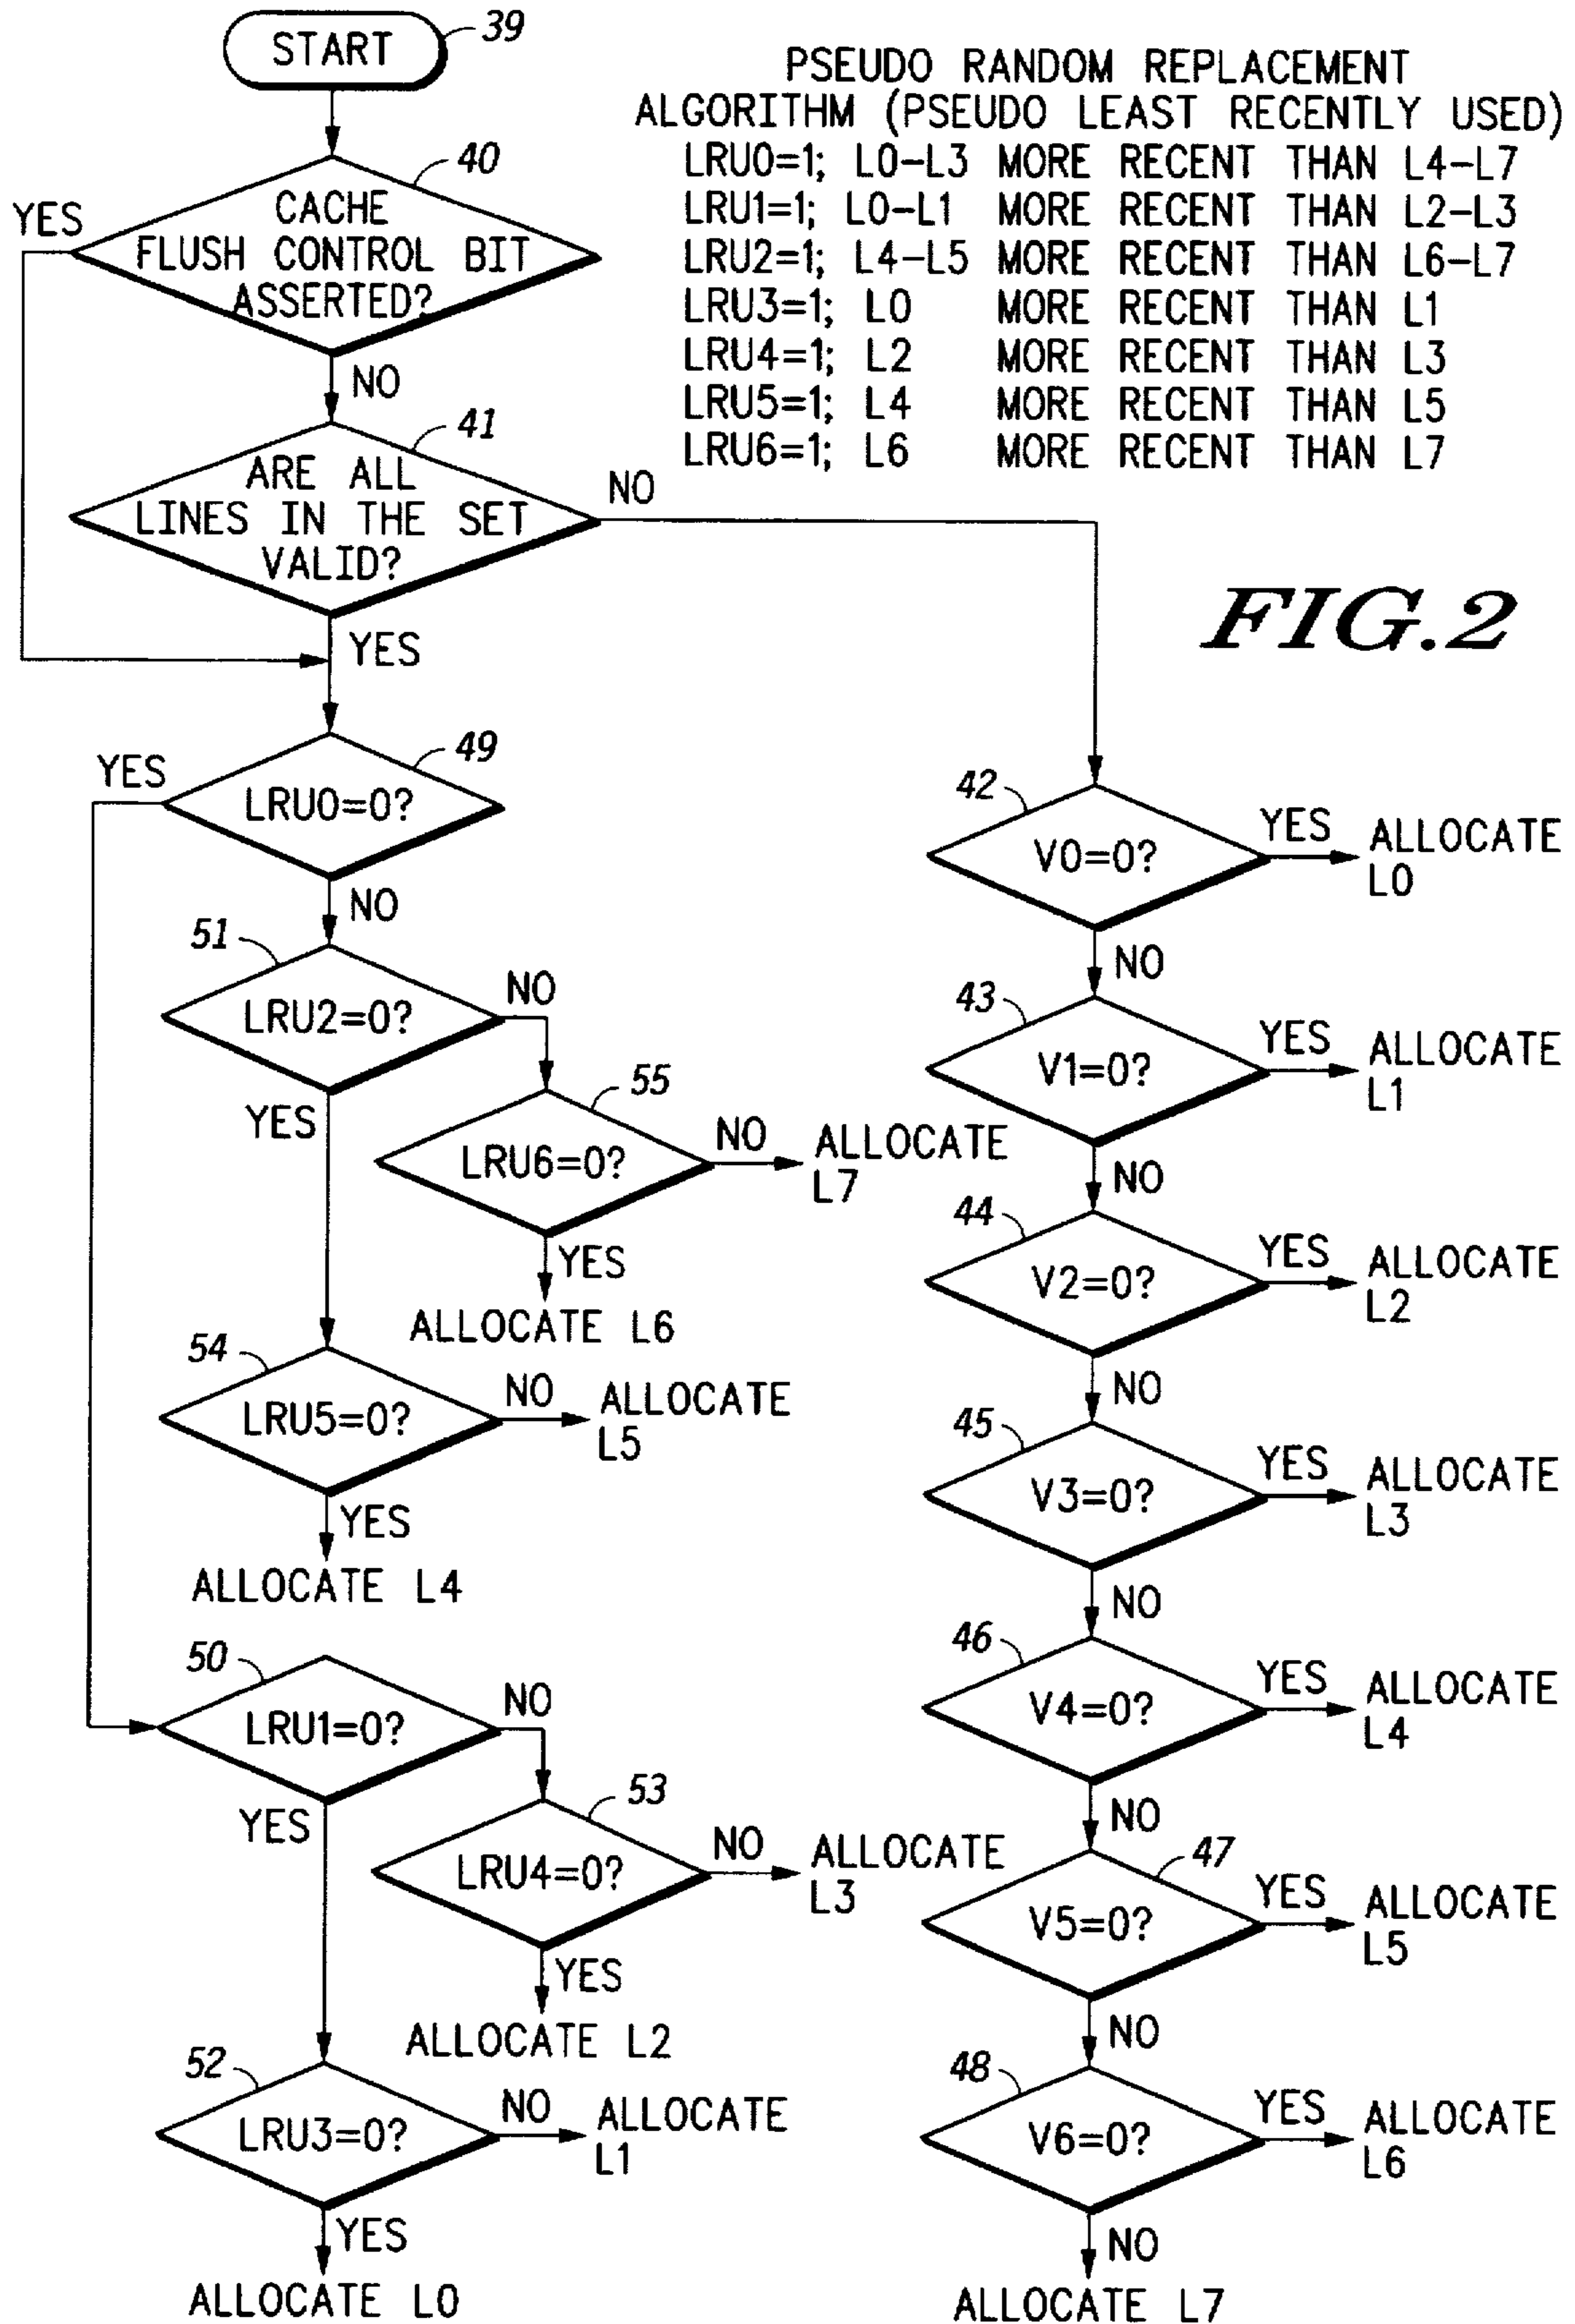 START
39
PSEUDO RANDOM REPLACEMENT
ALGORITHM (PSEUDO LEAST RECENTLY USED)
LRU0=1; L0-L3 MORE RECENT THAN L4-L7
LRU1=1; L0-L1 MORE RECENT THAN L2-L3
LRU2=1; L4-L5 MORE RECENT THAN L6-L7
LRU3=1; L0 MORE RECENT THAN L1
LRU4=1; L2 MORE RECENT THAN L3
LRU5=1; L4 MORE RECENT THAN L5
LRU6=1; L6 MORE RECENT THAN L7
40
CACHE
FLUSH CONTROL BIT
ASSERTED?
YES
NO
41
ARE ALL
LINES IN THE SET
VALID?
NO
YES
FIG.2
49
LRU0=0?
YES
NO
51
LRU2=0?
NO
YES
55
LRU6=0?
NO
ALLOCATE
L7
YES
ALLOCATE L6
54
LRU5=0?
NO
ALLOCATE
L5
YES
ALLOCATE L4
50
LRU1=0?
NO
YES
53
LRU4=0?
NO
ALLOCATE
L3
YES
ALLOCATE L2
52
LRU3=0?
NO
ALLOCATE
L1
YES
ALLOCATE L0
42
V0=0?
YES
ALLOCATE
L0
NO
43
V1=0?
YES
ALLOCATE
L1
NO
44
V2=0?
YES
ALLOCATE
L2
NO
45
V3=0?
YES
ALLOCATE
L3
NO
46
V4=0?
YES
ALLOCATE
L4
NO
47
V5=0?
YES
ALLOCATE
L5
NO
48
V6=0?
YES
ALLOCATE
L6
NO
ALLOCATE L7